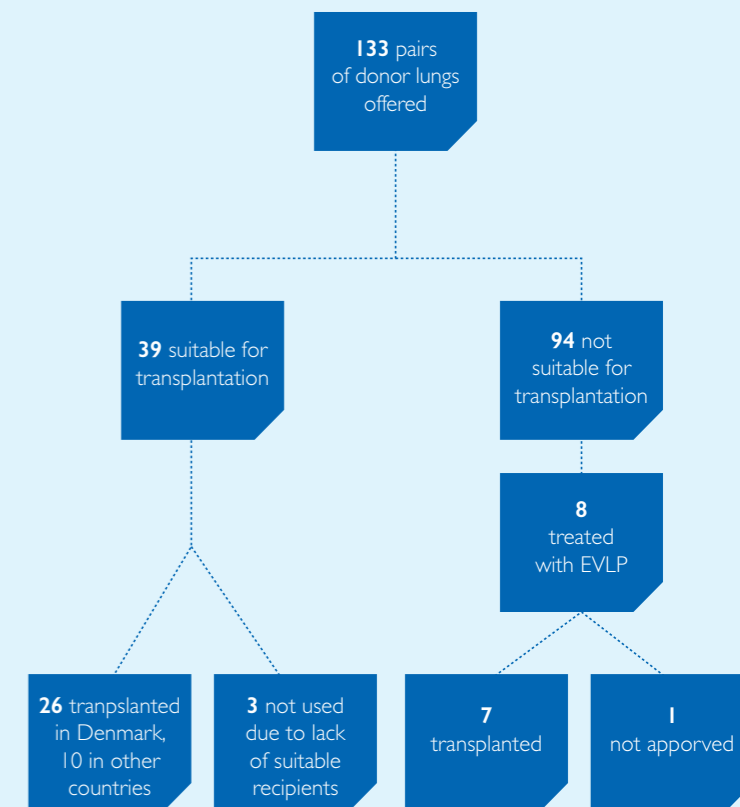 133 pairs
of donor lungs
offered
39 suitable for
transplantation
94 not
suitable for
transplantation
8
treated
with EVLP
26 tranpslanted
in Denmark,
10 in other
countries
3 not used
due to lack
of suitable
recipients
7
transplanted
1
not apporved